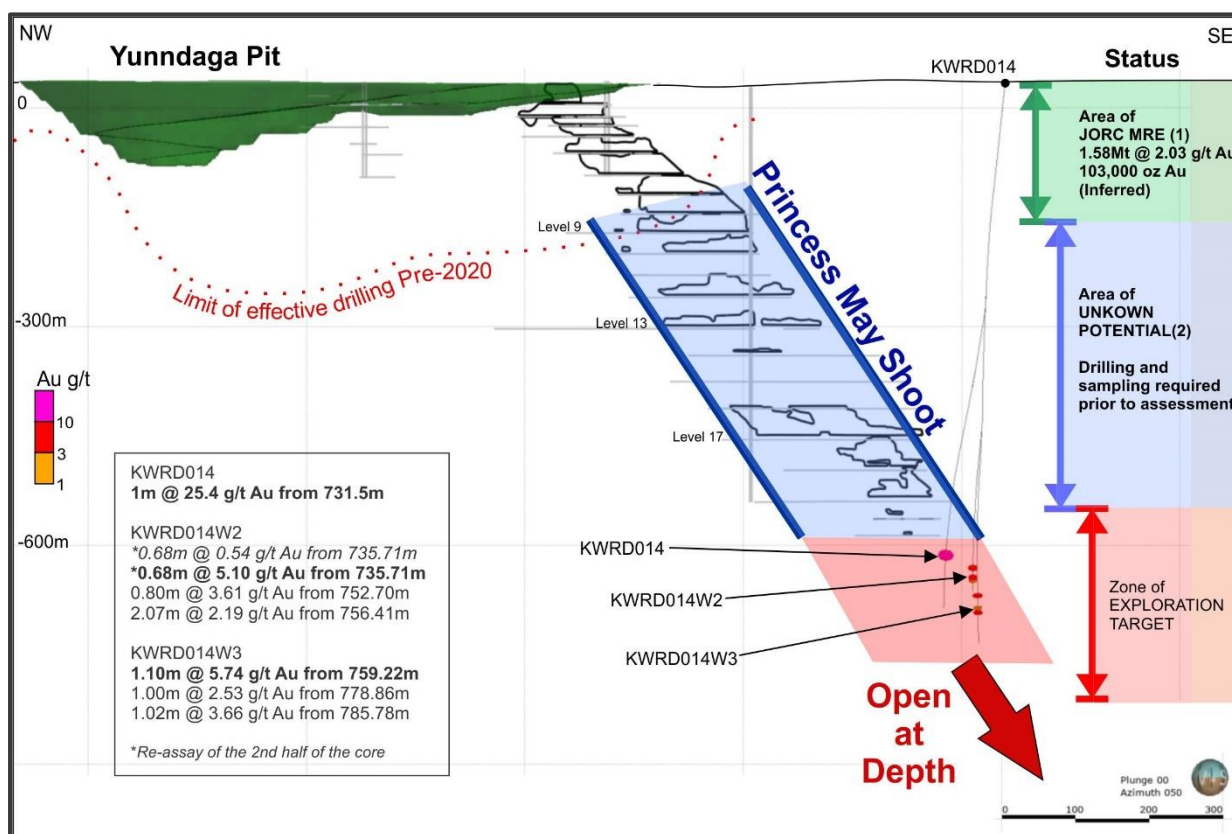 NW
SE
Yunndaga Pit
KWRD014
Status
0
Area of
JORC MRE (1)
1.58Mt @ 2.03 g/t Au
103,000 oz Au
(Inferred)
Princess May Shoot
Level 9
Limit of effective drilling Pre-2020
-300m
Level 13
Area of
UNKOWN
POTENTIAL(2)
Drilling and
sampling required
prior to assessment
Au g/t
10
3
1
Level 17
KWRD014
1m @ 25.4 g/t Au from 731.5m
KWRD014W2
*0.68m @ 0.54 g/t Au from 735.71m
*0.68m @ 5.10 g/t Au from 735.71m
0.80m @ 3.61 g/t Au from 752.70m
2.07m @ 2.19 g/t Au from 756.41m
KWRD014W3
1.10m @ 5.74 g/t Au from 759.22m
1.00m @ 2.53 g/t Au from 778.86m
1.02m @ 3.66 g/t Au from 785.78m
*Re-assay of the 2nd half of the core
-600m
KWRD014
KWRD014W2
KWRD014W3
Zone of
EXPLORATION
TARGET
Open
at
Depth
Plunge 00
Azimuth 050
0 100 200 300